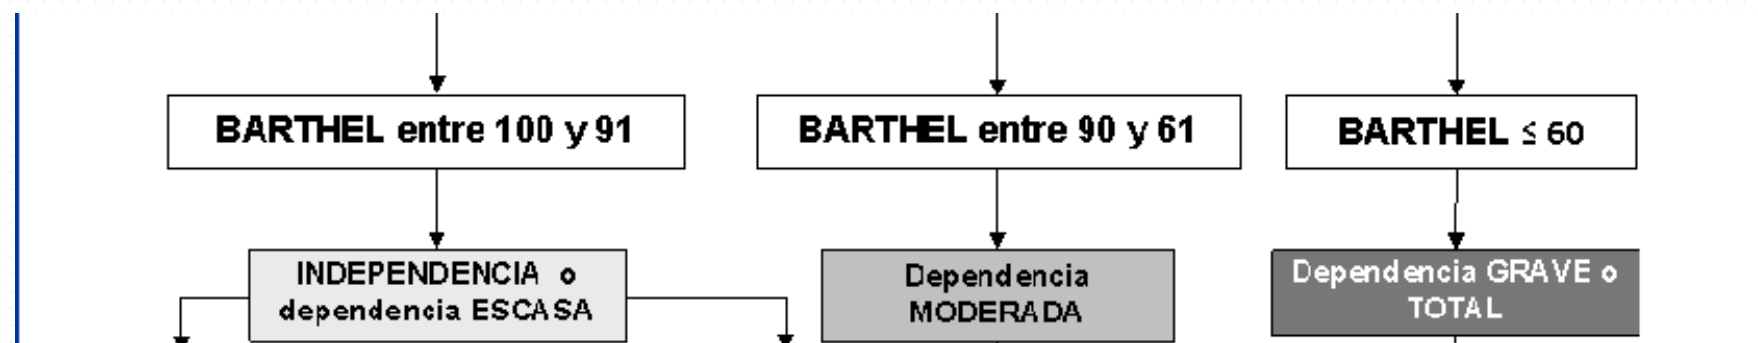 BARTHEL entre 100 y 91
BARTHEL entre 90 y 61
BARTHEL ≤ 60
INDEPENDENCIA o
dependencia ESCASA
Dependencia
MODERADA
Dependencia GRAVE o
TOTAL